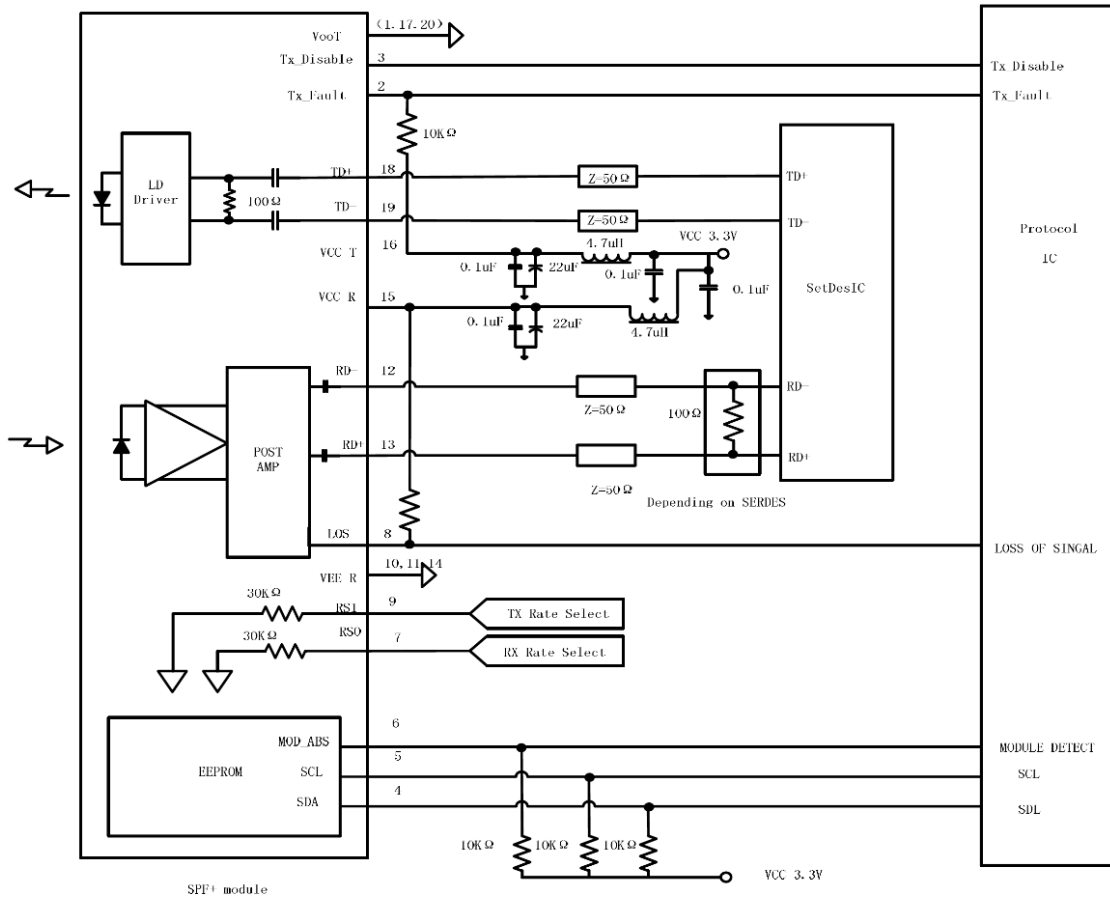 VooT
(1.17.20)
Tx_Disable
3
Tx Disable
Tx_Fault
2
Tx_Fault
10KΩ
LD
Driver
100Ω
TD+
18
Z=50Ω
TD+
TD-
19
Z=50Ω
TD-
VCC T
16
0.1uF
22uF
4.7uH
0.1uF
VCC 3.3V
0.1uF
SetDesIC
Protocol
IC
VCC R
15
0.1uF
22uF
4.7uH
RD-
12
Z=50Ω
100Ω
RD-
POST
AMP
RD+
13
Z=50Ω
RD+
Depending on SERDES
LOS
8
LOSS OF SINGAL
VEE R
10,11.14
30KΩ
RS1
9
TX Rate Select
30KΩ
RS0
7
RX Rate Select
EEPROM
MOD_ABS
6
MODULE DETECT
SCL
5
SCL
SDA
4
SDL
10KΩ
10KΩ
10KΩ
VCC 3.3V
SPF+ module